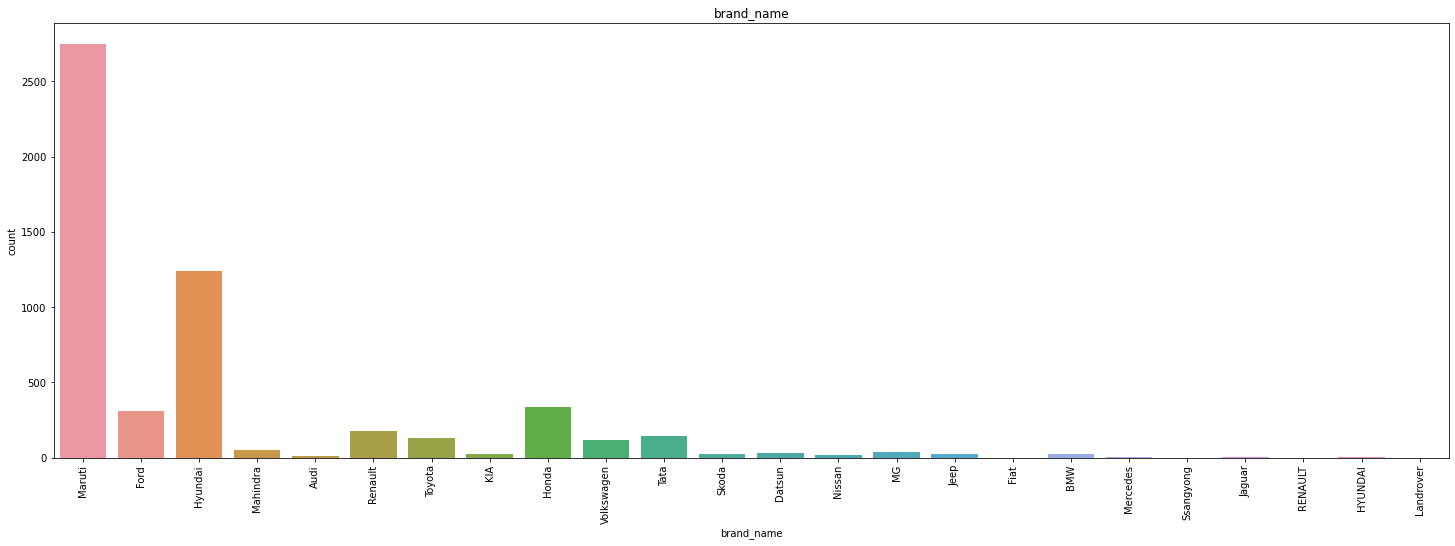 brand_name
count
2500
2000
1500
1000
500
0
Maruti
Ford
Hyundai
Mahindra
Audi
Renault
Toyota
KIA
Honda
Volkswagen
Tata
Skoda
Datsun
Nissan
MG
Jeep
Fiat
BMW
Mercedes
Ssangyong
Jaguar
RENAULT
HYUNDAI
Landrover
brand_name